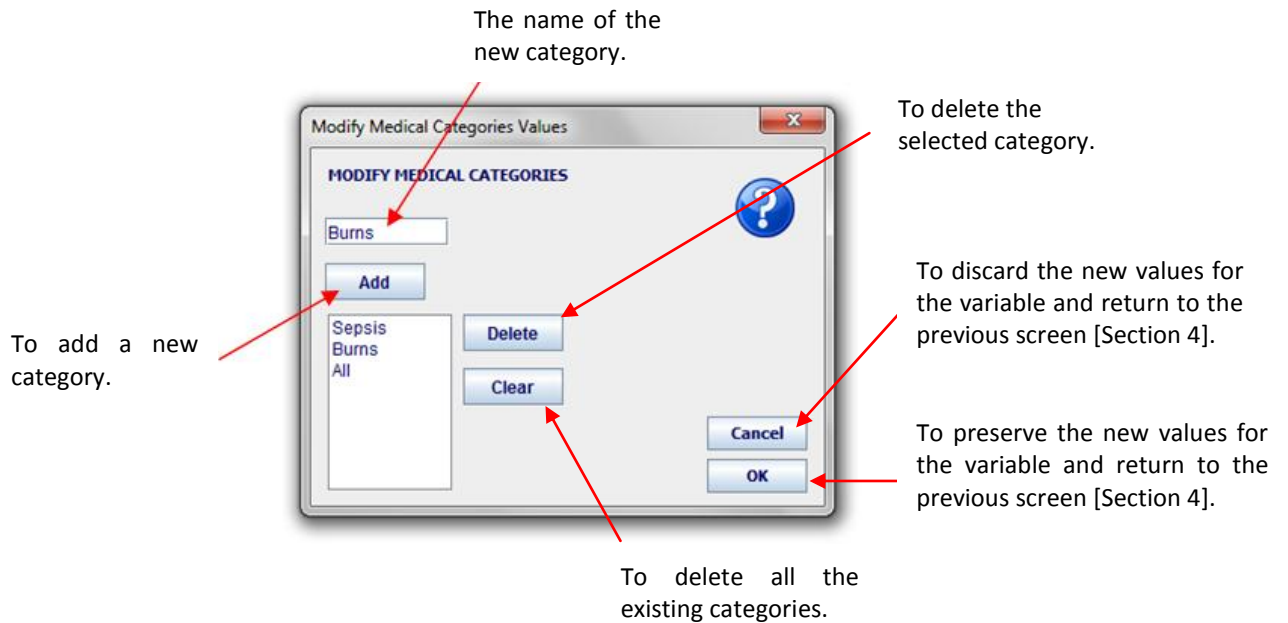 The name of the
new category.
Modify Medical Categories Values
To delete the
selected category.
MODIFY MEDICAL CATEGORIES
?
Burns
Add
To discard the new values for
the variable and return to the
previous screen [Section 4].
To add a new
category.
Sepsis
Burns
All
Delete
Clear
Cancel
OK
To preserve the new values for
the variable and return to the
previous screen [Section 4].
To delete all the
existing categories.